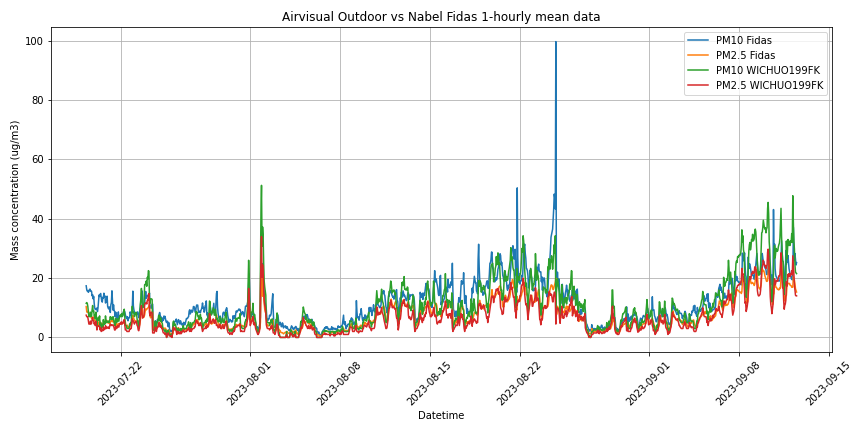 Airvisual Outdoor vs Nabel Fidas 1-hourly mean data
PM10 Fidas
PM2.5 Fidas
PM10 WICHUO199FK
PM2.5 WICHUO199FK
Mass concentration (ug/m3)
100
80
60
40
20
0
2023-07-22
2023-08-01
2023-08-08
2023-08-15
2023-08-22
2023-09-01
2023-09-08
2023-09-15
Datetime